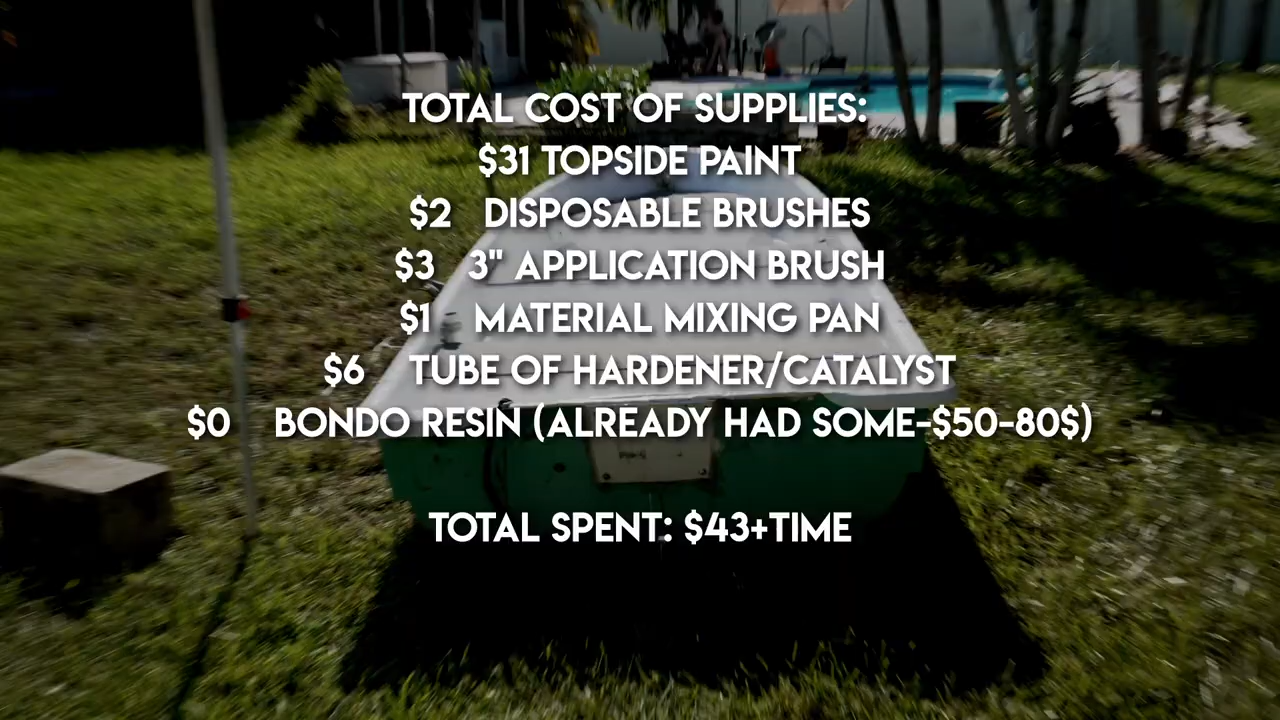 TOTAL COST OF SUPPLIES:
$31 TOPSIDE PAINT
$2 DISPOSABLE BRUSHES
$3 3" APPLICATION BRUSH
$1 MATERIAL MIXING PAN
$6 TUBE OF HARDENER/CATALYST
$0 BONDO RESIN (ALREADY HAD SOME-$50-80$)
TOTAL SPENT: $43+TIME